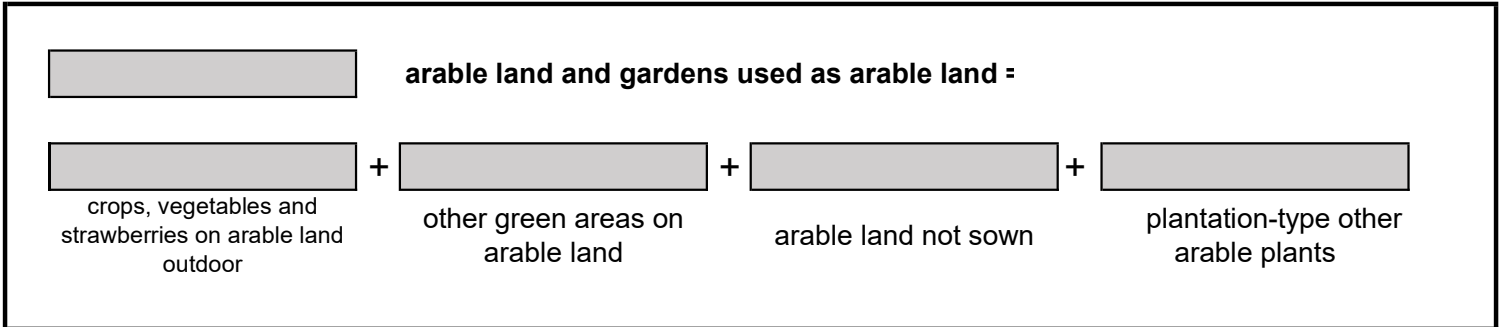 arable land and gardens used as arable land =
+ + +
crops, vegetables and
strawberries on arable land
outdoor
other green areas on
arable land
arable land not sown
plantation-type other
arable plants